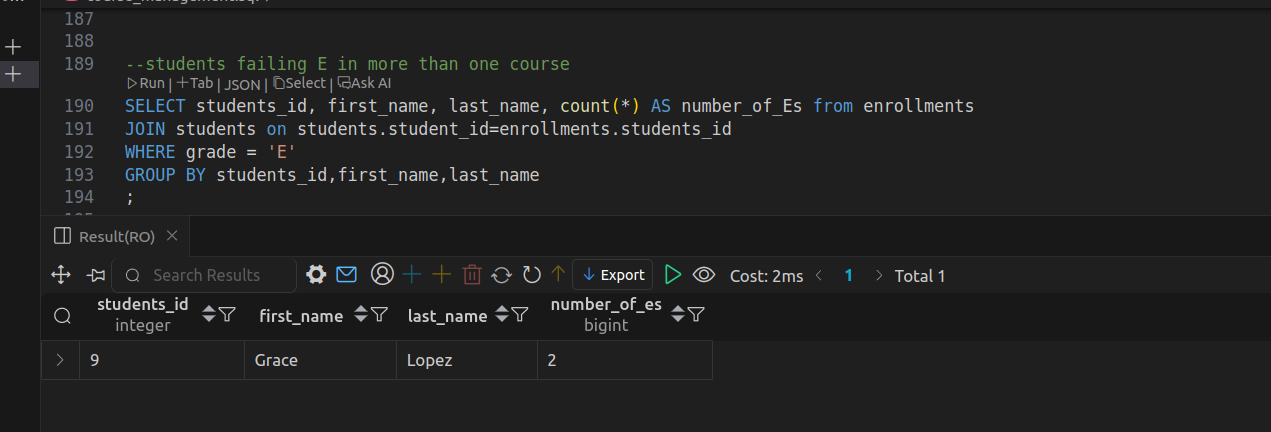 187
188
189 --students failing E in more than one course
Run | Tab | JSON | Select | Ask AI
190 SELECT students_id, first_name, last_name, count(*) AS number_of_Es from enrollments
191 JOIN students on students.student_id=enrollments.students_id
192 WHERE grade = 'E'
193 GROUP BY students_id,first_name,last_name
194 ;
Result(RO)
Search Results Export Cost: 2ms 1 Total 1
students_id first_name last_name number_of_es
integer bigint
9 Grace Lopez 2